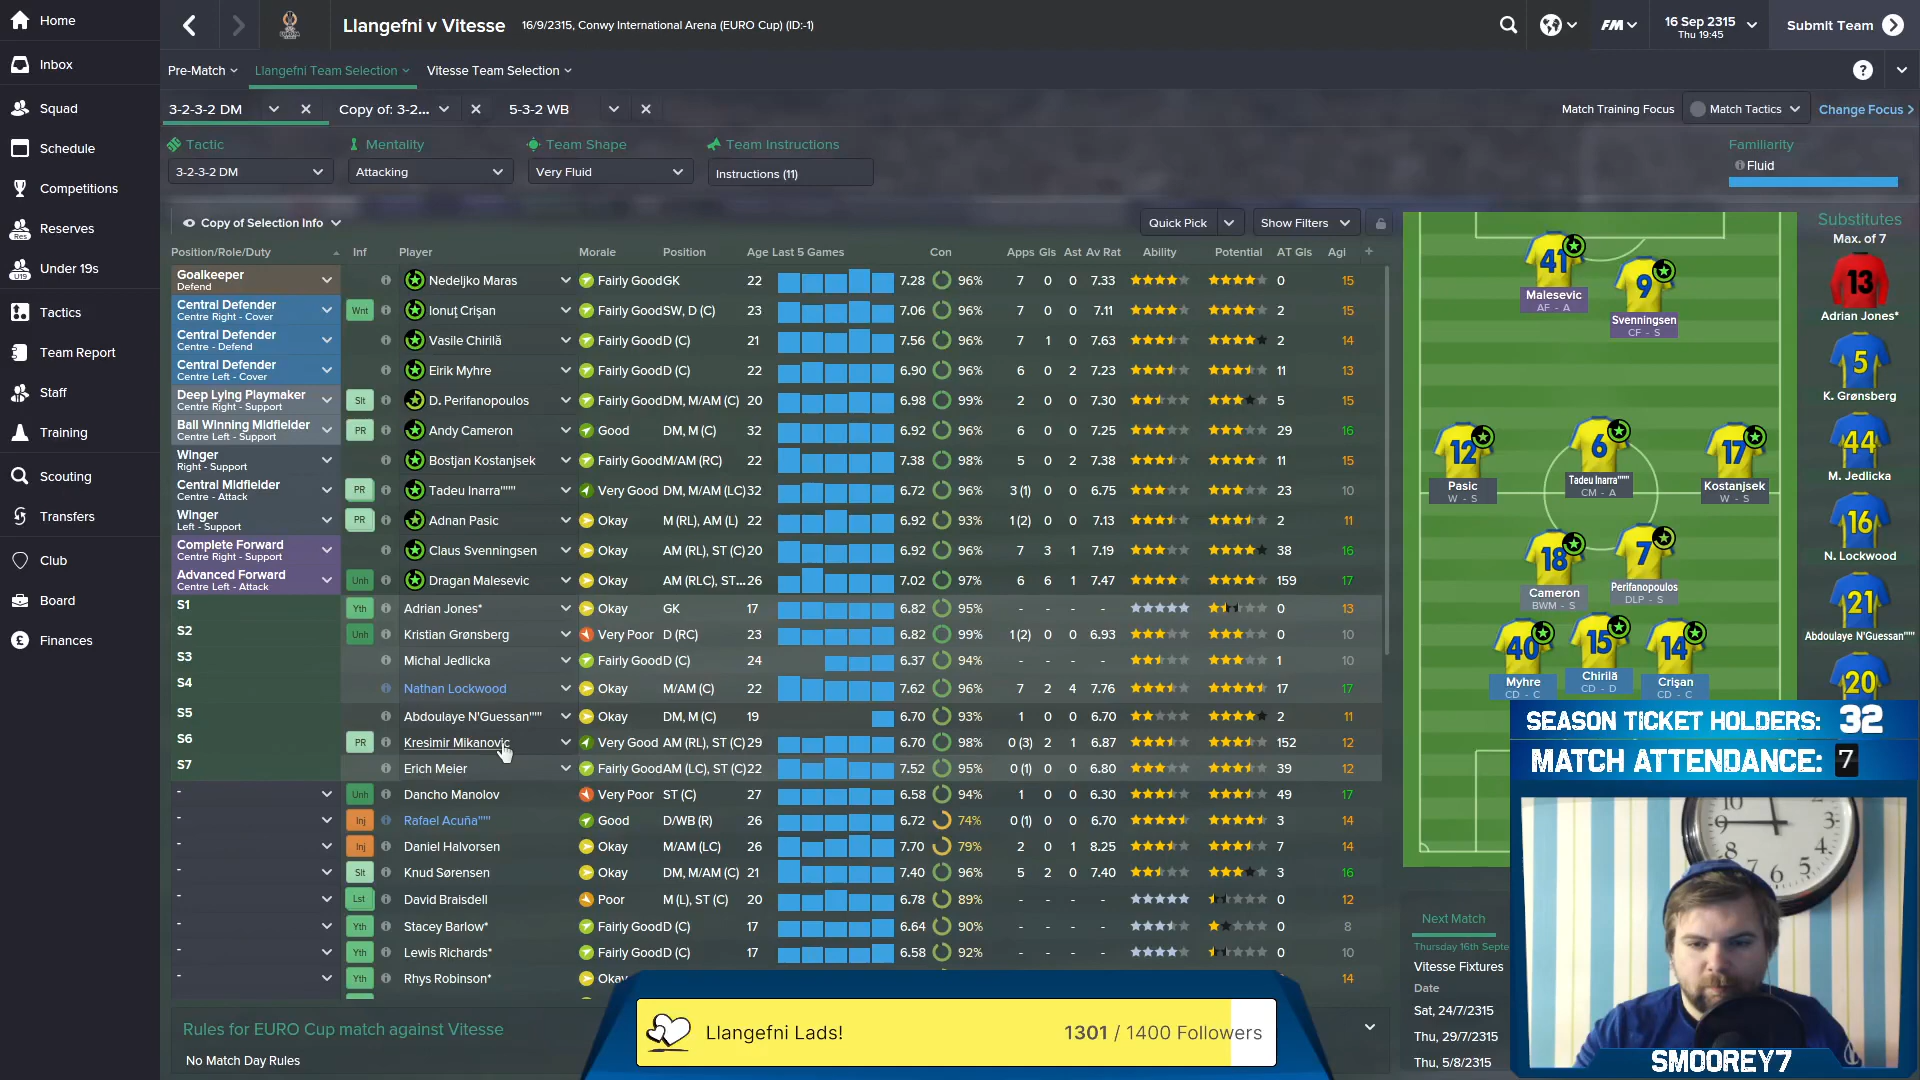 Home
Inbox
Squad
Schedule
Competitions
Reserves
Under 19s
Tactics
Team Report
Staff
Training
Scouting
Transfers
Club
Board
Finances
Llangefni v Vitesse
16/9/2315, Conwy International Arena (EURO Cup) (ID:-1)
FM
16 Sep 2315
Thu 19:45
Submit Team
Pre-Match
Llangefni Team Selection
Vitesse Team Selection
3-2-3-2 DM
Copy of: 3-2...
5-3-2 WB
Match Training Focus
Match Tactics
Change Focus >
Tactic
Mentality
Team Shape
Team Instructions
Familiarity
3-2-3-2 DM
Attacking
Very Fluid
Instructions (11)
Fluid
Copy of Selection Info
Quick Pick
Show Filters
Position/Role/Duty Inf Player Morale Position Age Last 5 Games Con Apps Gls Ast Av Rat Ability Potential AT Gls Agi +
Goalkeeper
Defend
Nedeljko Maras Fairly Good GK 22 7.28 96% 7 0 0 7.33 0 15
Central Defender
Centre Right - Cover
Wnt Ionuţ Crişan Fairly Good SW, D (C) 23 7.06 96% 7 0 0 7.11 2 15
Central Defender
Centre - Defend
Vasile Chirilă Fairly Good D (C) 21 7.56 96% 7 1 0 7.63 2 14
Central Defender
Centre Left - Cover
Eirik Myhre Fairly Good D (C) 22 6.90 96% 6 0 2 7.23 11 13
Deep Lying Playmaker
Centre Right - Support
Slt D. Perifanopoulos Fairly Good DM, M/AM (C) 20 6.98 99% 2 0 0 7.30 5 15
Ball Winning Midfielder
Centre Left - Support
PR Andy Cameron Good DM, M (C) 32 6.92 96% 6 0 0 7.25 29 16
Winger
Right - Support
Bostjan Kostanjsek Fairly Good M/AM (RC) 22 7.38 98% 5 0 2 7.38 11 15
Central Midfielder
Centre - Attack
PR Tadeu Inarra""" Very Good DM, M/AM (LC) 32 6.72 96% 3 (1) 0 0 6.75 23 10
Winger
Left - Support
PR Adnan Pasic Okay M (RL), AM (L) 22 6.92 93% 1 (2) 0 0 7.13 2 11
Complete Forward
Centre Right - Support
Claus Svenningsen Okay AM (RL), ST (C) 20 6.92 96% 7 3 1 7.19 38 16
Advanced Forward
Centre Left - Attack
Unh Dragan Malesevic Okay AM (RLC), ST... 26 7.02 97% 6 6 1 7.47 159 17
S1 Yth Adrian Jones* Okay GK 17 6.82 95% - - - - 0 13
S2 Unh Kristian Grønsberg Very Poor D (RC) 23 6.82 99% 1 (2) 0 0 6.93 0 10
S3 Michal Jedlicka Fairly Good D (C) 24 6.37 94% - - - - 1 10
S4 Nathan Lockwood Okay M/AM (C) 22 7.62 96% 7 2 4 7.76 17 17
S5 Abdoulaye N'Guessan""" Okay DM, M (C) 19 6.70 93% 1 0 0 6.70 2 11
S6 PR Kresimir Mikanovic Very Good AM (RL), ST (C) 29 6.70 98% 0 (3) 2 1 6.87 152 12
S7 Erich Meier Fairly Good AM (LC), ST (C) 22 7.52 95% 0 (1) 0 0 6.80 39 12
- Unh Dancho Manolov Very Poor ST (C) 27 6.58 94% 1 0 0 6.30 49 17
- Inj Rafael Acuña""" Good D/WB (R) 26 6.72 74% 0 (1) 0 0 6.70 3 14
- Inj Daniel Halvorsen Okay M/AM (LC) 26 7.70 79% 2 0 1 8.25 7 14
- Slt Knud Sørensen Okay DM, M/AM (C) 21 7.40 96% 5 2 0 7.40 3 16
- Lst David Braisdell Poor M (L), ST (C) 20 6.78 89% - - - - 0 12
- Yth Stacey Barlow* Fairly Good D (C) 17 6.64 90% - - - - 0 8
- Yth Lewis Richards* Fairly Good D (C) 17 6.58 92% - - - - 0 10
- Yth Rhys Robinson* Okay 14
Rules for EURO Cup match against Vitesse
No Match Day Rules
41
Malesevic
AF - A
9
Svenningsen
CF - S
12
Pasic
W - S
6
Tadeu Inarra"""
CM - A
17
Kostanjsek
W - S
18
Cameron
BWM - S
7
Perifanopoulos
DLP - S
40
Myhre
CD - C
15
Chirilă
CD - D
14
Crişan
CD - C
Substitutes
Max. of 7
13
Adrian Jones*
5
K. Grønsberg
44
M. Jedlicka
16
N. Lockwood
21
Abdoulaye N'Guessan"""
20
SEASON TICKET HOLDERS: 32
MATCH ATTENDANCE: 7
Next Match
Thursday 16th Septe
Vitesse Fixtures
Date
Sat, 24/7/2315
Thu, 29/7/2315
Thu, 5/8/2315
Llangefni Lads!
1301 / 1400 Followers
SMOOREY7